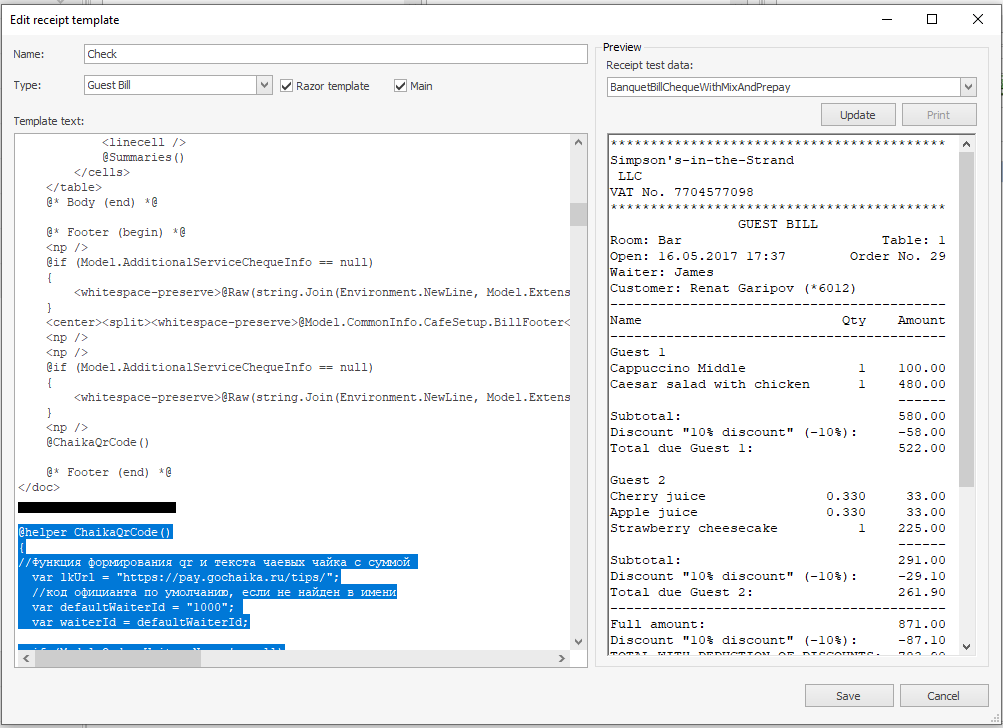 Edit receipt template
Name:
Check
Type:
Guest Bill
Razor template
Main
Template text:
<linecell />
@Summaries()
</cells>
</table>
@* Body (end) *@
@* Footer (begin) *@
<np />
@if (Model.AdditionalServiceChequeInfo == null)
{
<whitespace-preserve>@Raw(string.Join(Environment.NewLine, Model.Extens
}
<center><split><whitespace-preserve>@Model.CommonInfo.CafeSetup.BillFooter<
<np />
<np />
@if (Model.AdditionalServiceChequeInfo == null)
{
<whitespace-preserve>@Raw(string.Join(Environment.NewLine, Model.Extens
}
<np />
@ChaikaQrCode()
@* Footer (end) *@
</doc>
@helper ChaikaQrCode()
{
//Функция формирования qr и текста чаевых чайка с суммой
var lkUrl = "https://pay.gochaika.ru/tips/";
//код официанта по умолчанию, если не найден в имени
var defaultWaiterId = "1000";
var waiterId = defaultWaiterId;
Preview
Receipt test data:
BanquetBillChequeWithMixAndPrepay
Update
Print
******************************************
Simpson's-in-the-Strand
LLC
VAT No. 7704577098
******************************************
GUEST BILL
Room: Bar Table: 1
Open: 16.05.2017 17:37 Order No. 29
Waiter: James
Customer: Renat Garipov (*6012)
------------------------------------------
Name Qty Amount
------------------------------------------
Guest 1
Cappuccino Middle 1 100.00
Caesar salad with chicken 1 480.00
------
Subtotal: 580.00
Discount "10% discount" (-10%): -58.00
Total due Guest 1: 522.00
Guest 2
Cherry juice 0.330 33.00
Apple juice 0.330 33.00
Strawberry cheesecake 1 225.00
------
Subtotal: 291.00
Discount "10% discount" (-10%): -29.10
Total due Guest 2: 261.90
------------------------------------------
Full amount: 871.00
Discount "10% discount" (-10%): -87.10
TOTAL WITH DEDUCTION OF DISCOUNTS: 783.90
Save
Cancel